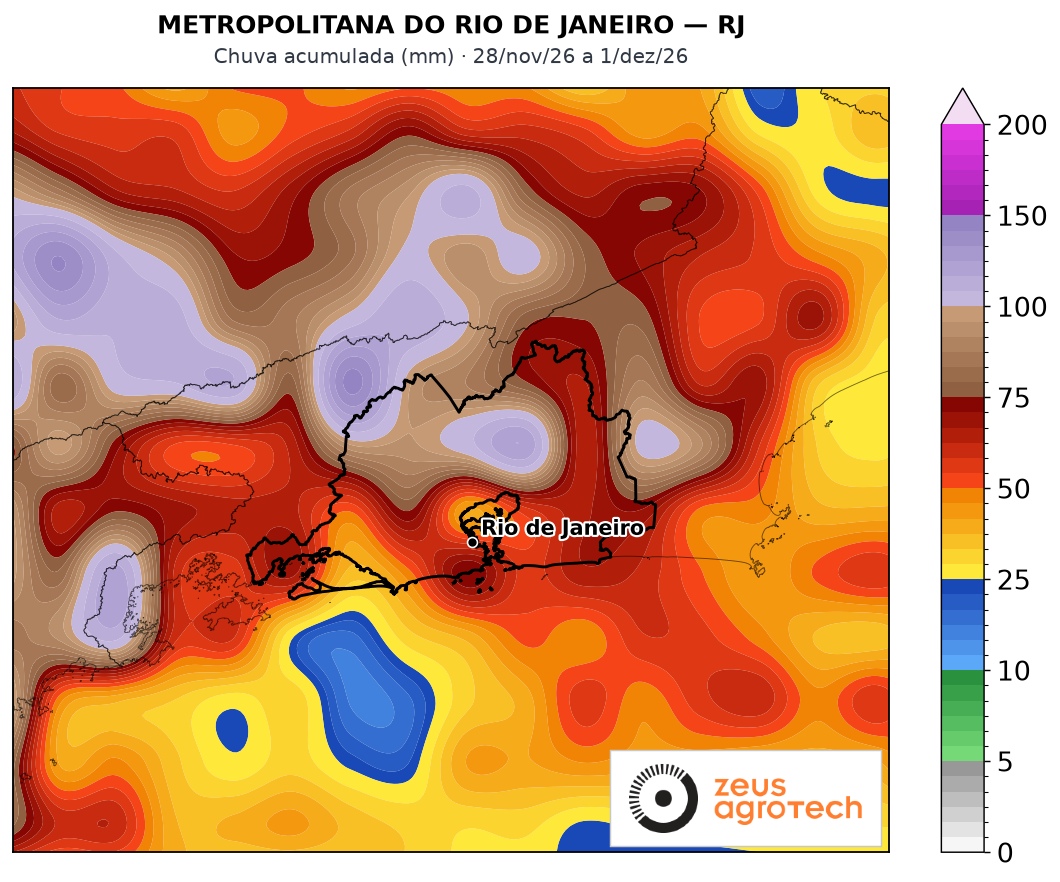 METROPOLITANA DO RIO DE JANEIRO — RJ
Chuva acumulada (mm) · 28/nov/26 a 1/dez/26
200
150
100
75
50
25
10
5
0
Rio de Janeiro
zeus
agrotech